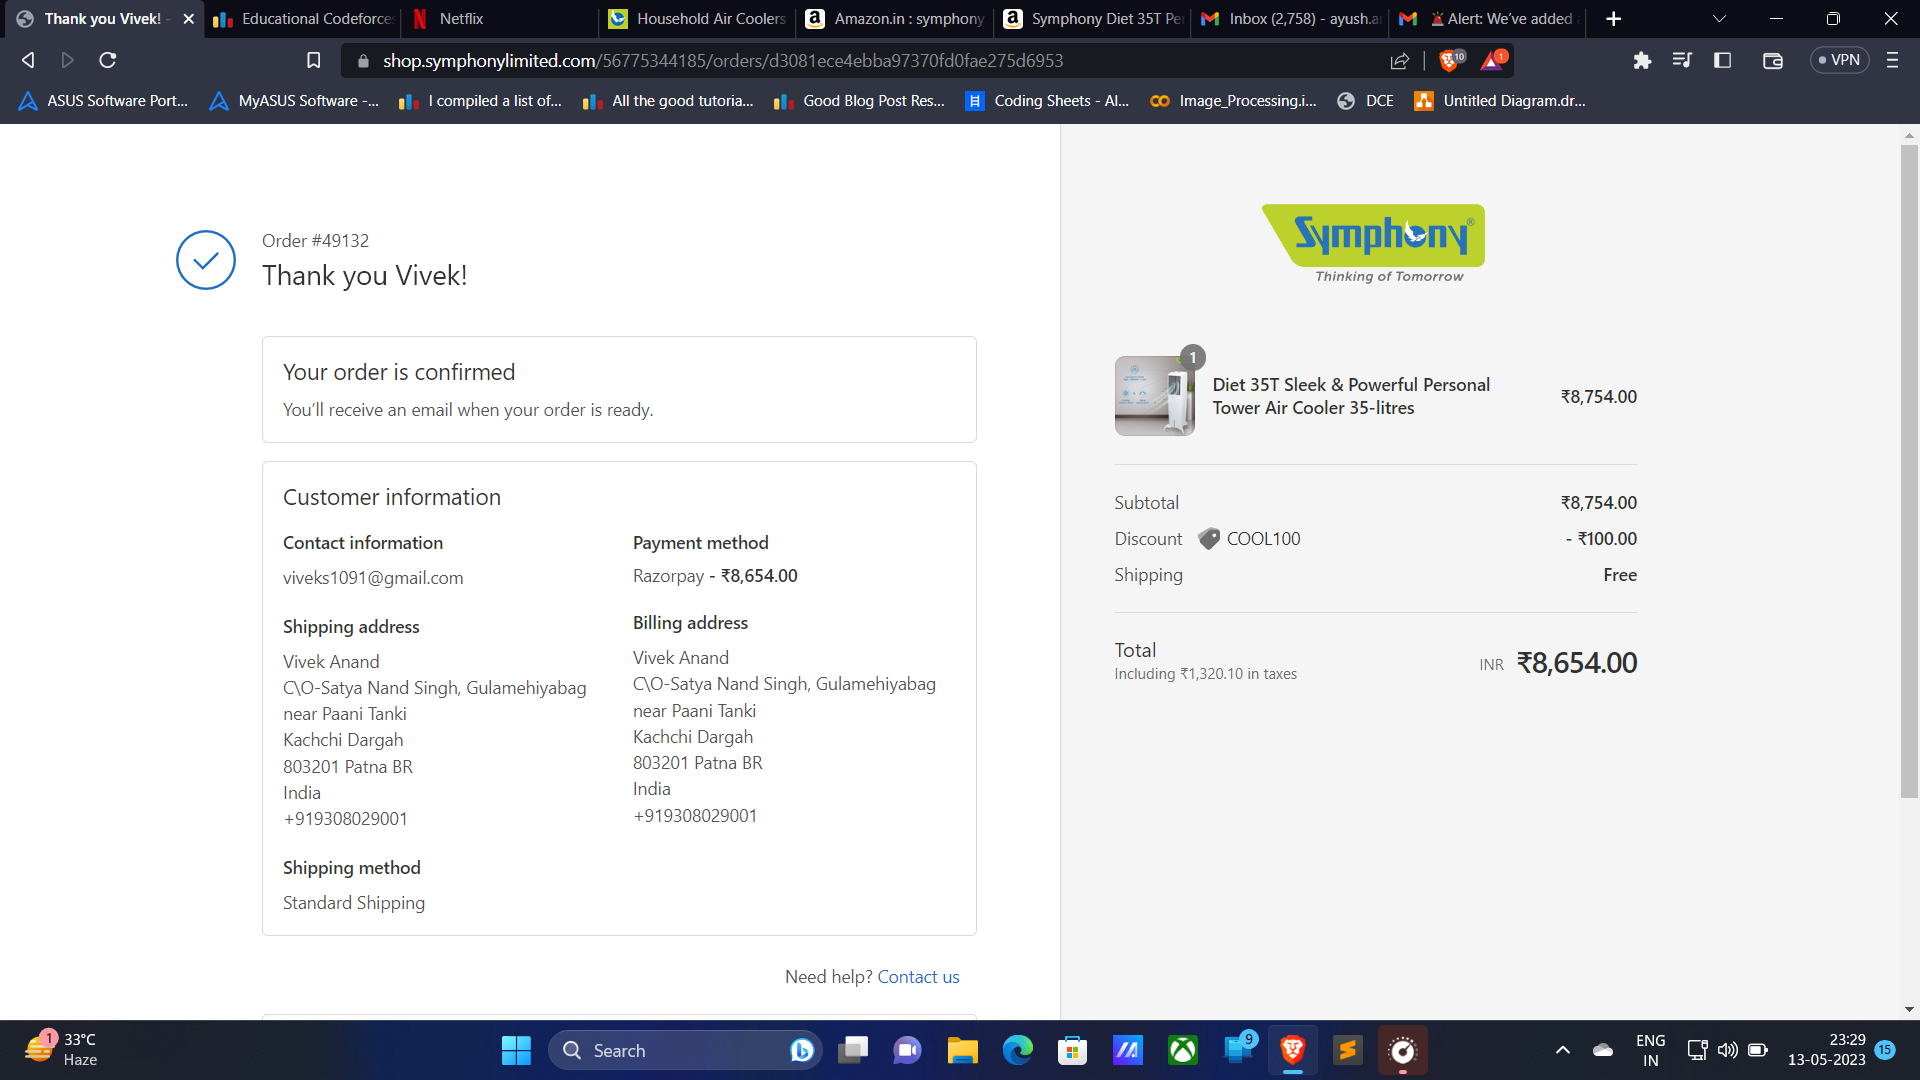 Thank you Vivek! -
Educational Codeforces
Netflix
Household Air Coolers
Amazon.in : symphony
Symphony Diet 35T Per
Inbox (2,758) - ayush.ar
Alert: We've added a
shop.symphonylimited.com/56775344185/orders/d3081ece4ebba97370fd0fae275d6953
10
1
VPN
ASUS Software Port...
MyASUS Software -...
I compiled a list of...
All the good tutoria...
Good Blog Post Res...
Coding Sheets - Al...
Image_Processing.i...
DCE
Untitled Diagram.dr...
Order #49132
Thank you Vivek!
Your order is confirmed
You'll receive an email when your order is ready.
Customer information
Contact information
viveks1091@gmail.com
Shipping address
Vivek Anand
C\O-Satya Nand Singh, Gulamehiyabag
near Paani Tanki
Kachchi Dargah
803201 Patna BR
India
+919308029001
Shipping method
Standard Shipping
Payment method
Razorpay - ₹8,654.00
Billing address
Vivek Anand
C\O-Satya Nand Singh, Gulamehiyabag
near Paani Tanki
Kachchi Dargah
803201 Patna BR
India
+919308029001
Need help? Contact us
Symphony®
Thinking of Tomorrow
1
Diet 35T Sleek & Powerful Personal
Tower Air Cooler 35-litres
₹8,754.00
Subtotal ₹8,754.00
Discount COOL100 - ₹100.00
Shipping Free
Total INR ₹8,654.00
Including ₹1,320.10 in taxes
1
33°C
Haze
Search
9
ENG
IN
23:29
13-05-2023
15